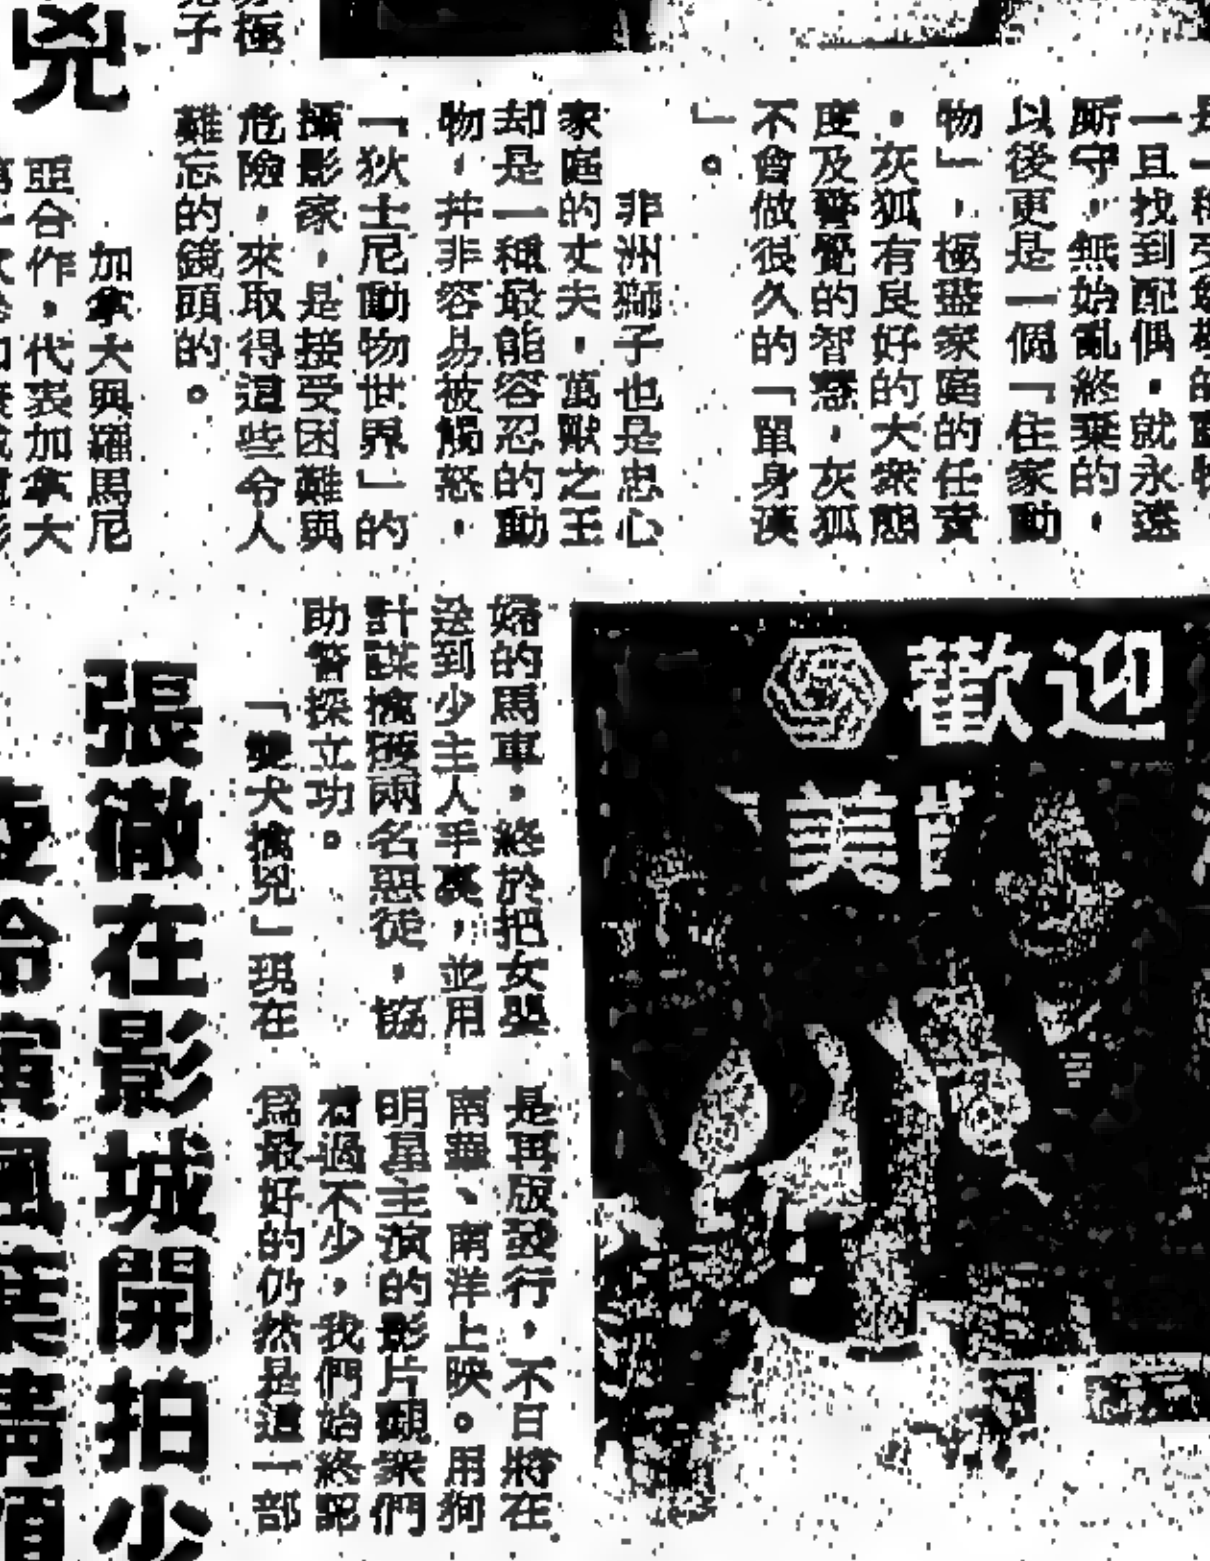 一旦找到配偶，就永遠
厮守，無始亂終棄的，
以後更是一個「住家動
物」，極盡家庭的任責
，灰狐有良好的大衆態
度及警覺的智慧，灰狐
不會做很久的「單身漢
」。
非洲獅子也是忠心
家庭的丈夫，萬獸之王
却是一種最能容忍的動
物，并非容易被觸怒，
「狄士尼動物世界」的
攝影家，是接受困難與
危險，來取得這些令人
難忘的鏡頭的。
兇
加拿大與羅馬尼
亞合作，代表加拿大
歡迎
美
的馬車，終於把女嬰
送到少主人手裏，並用
計謀擒獲兩名惡徒，協
助警探立功。
「雙犬擒兇」現在
是再版發行，不日將在
南華、南洋上映。用狗
明星主演的影片觀衆們
看過不少，我們始終認
爲最好的仍然是這一部
張徹在影城開拍少